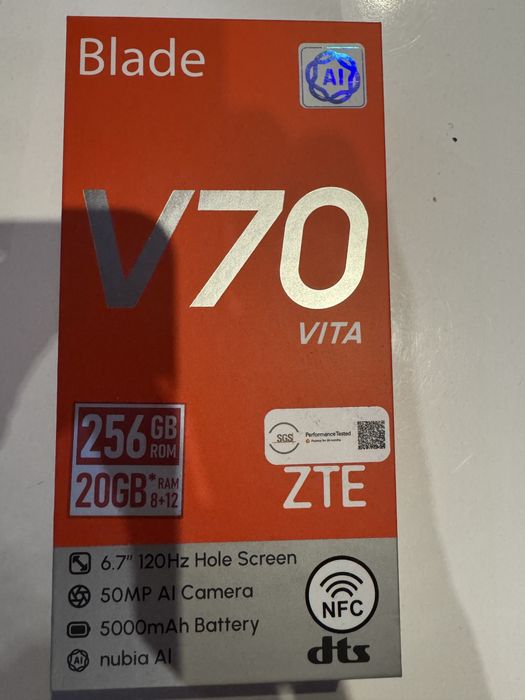 Blade
AI
V70
VITA
256 GB ROM
20GB* RAM 8+12
SGS
Performance Tested
ZTE
6.7" 120Hz Hole Screen
50MP AI Camera
5000mAh Battery
AI nubia AI
NFC
dts